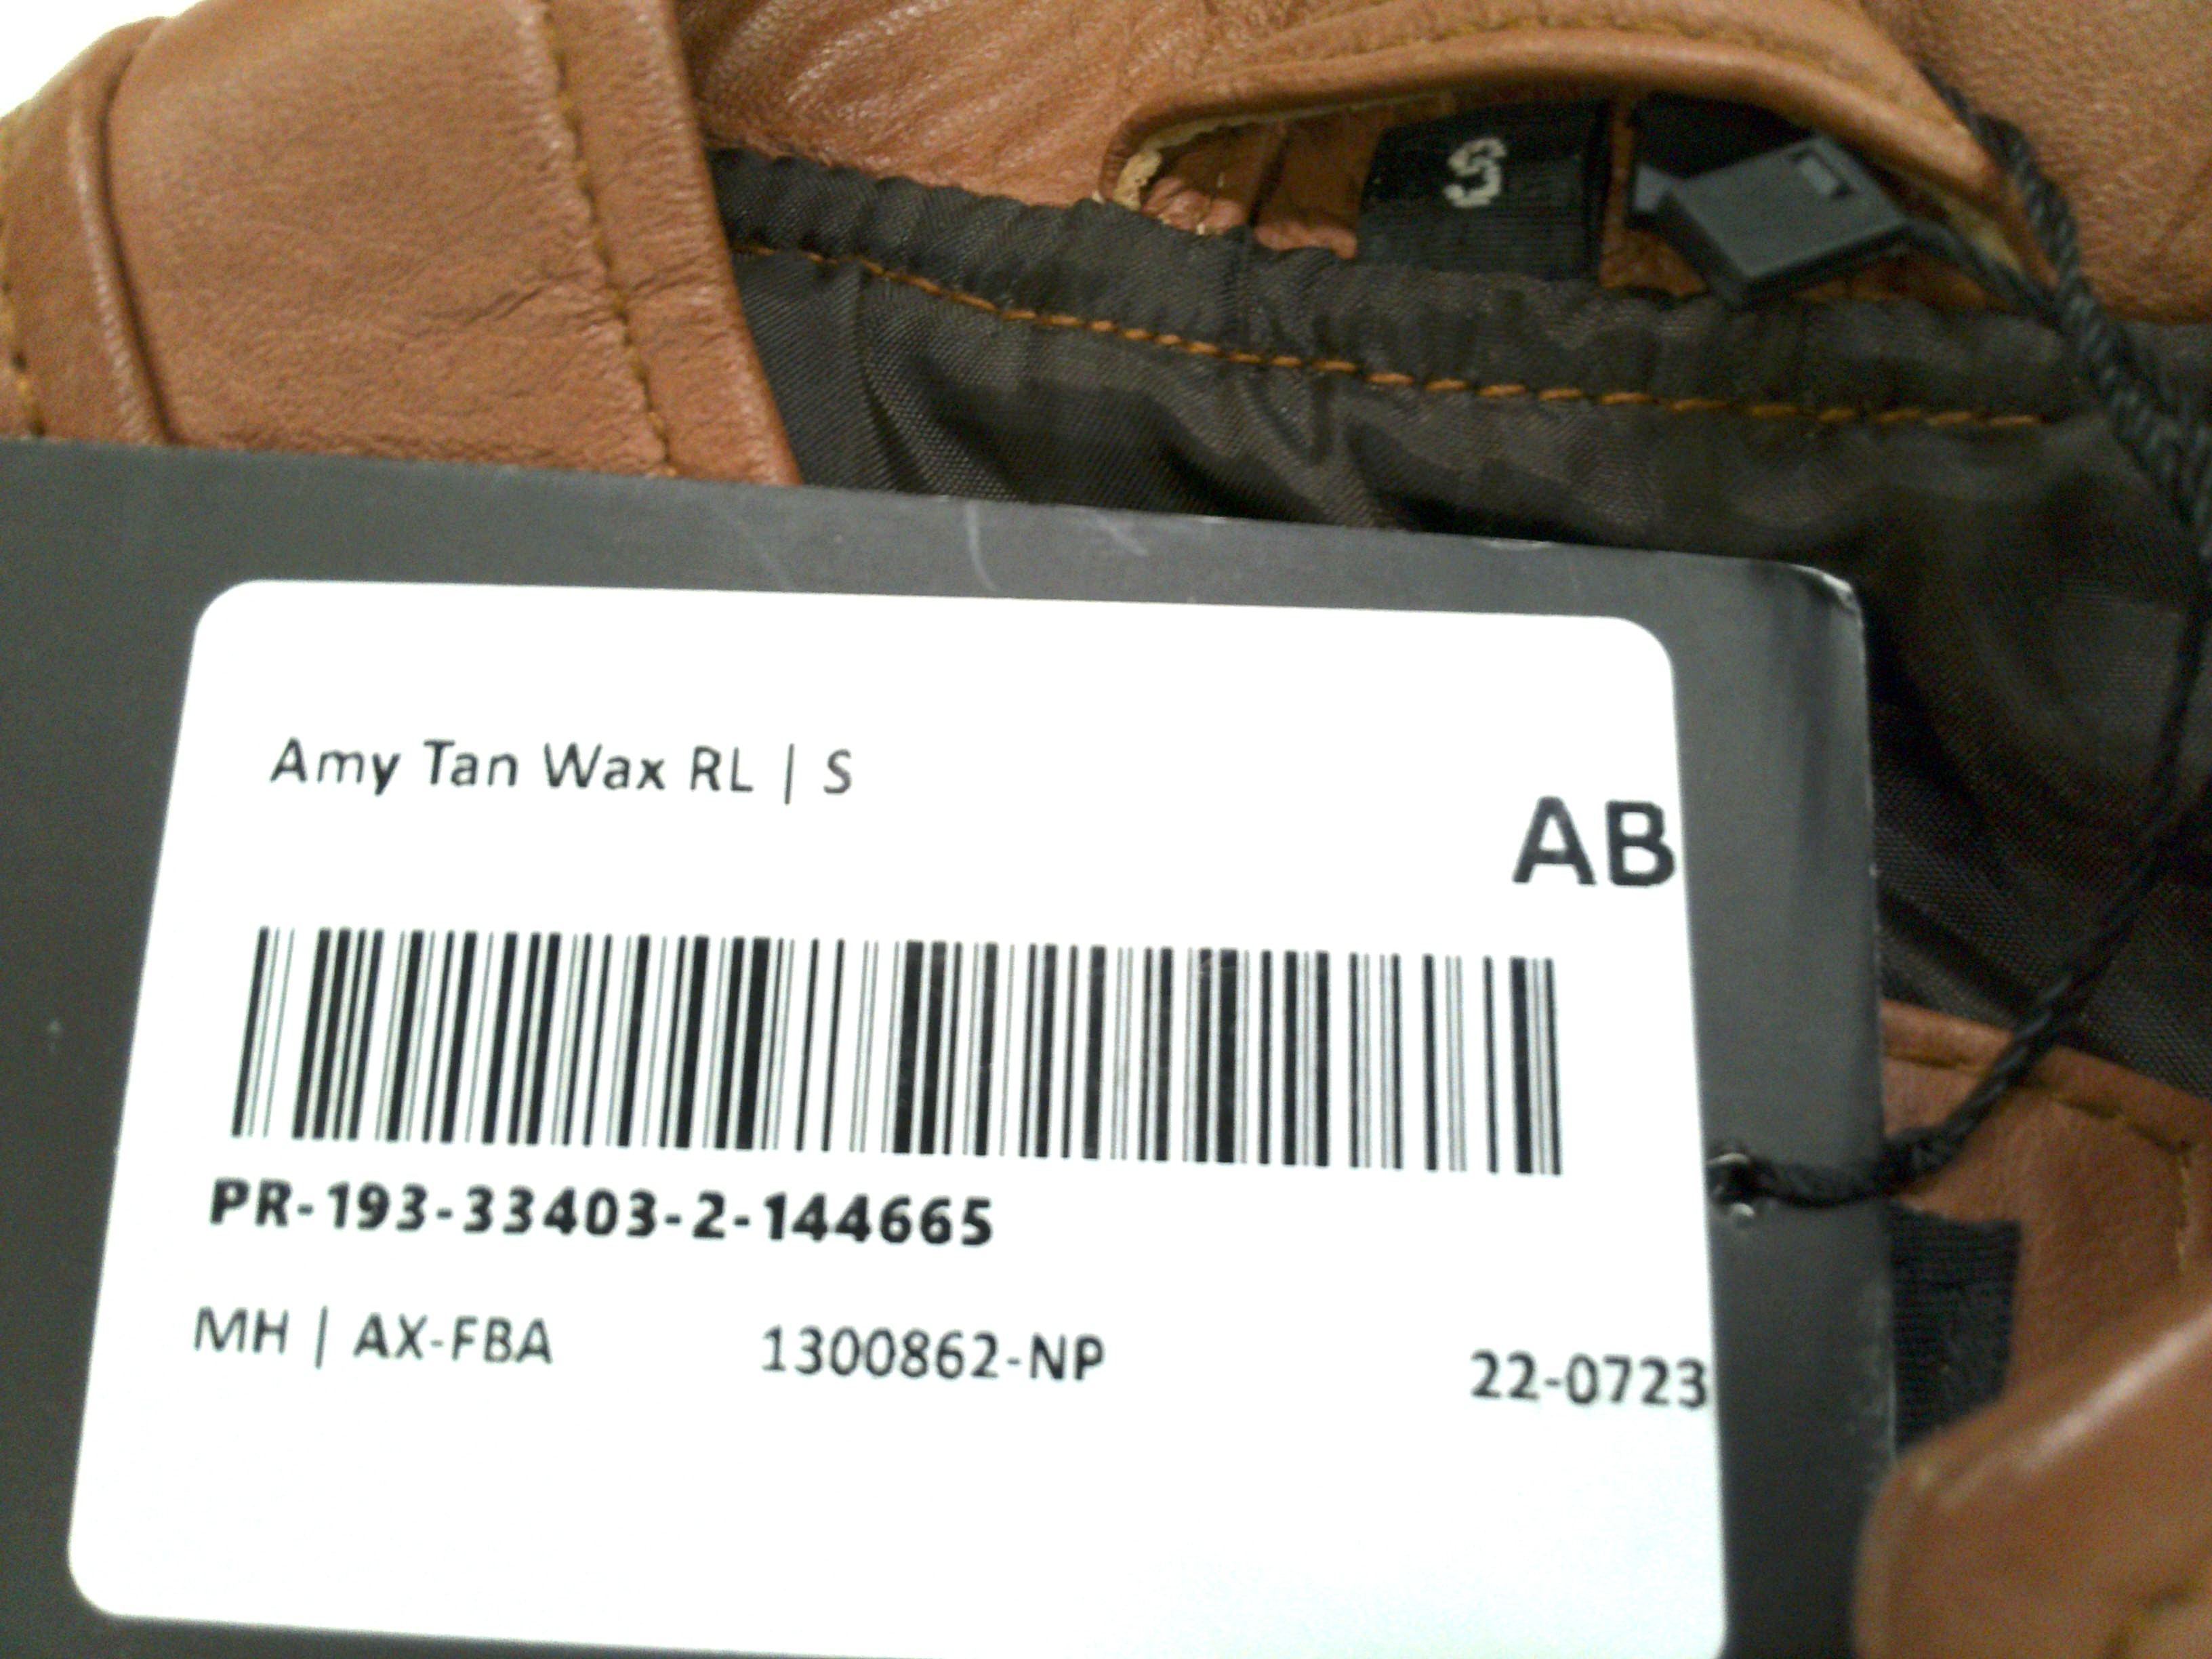 S
Amy Tan Wax RL | S
AB
PR-193-33403-2-144665
MH | AX-FBA 1300862-NP 22-0723